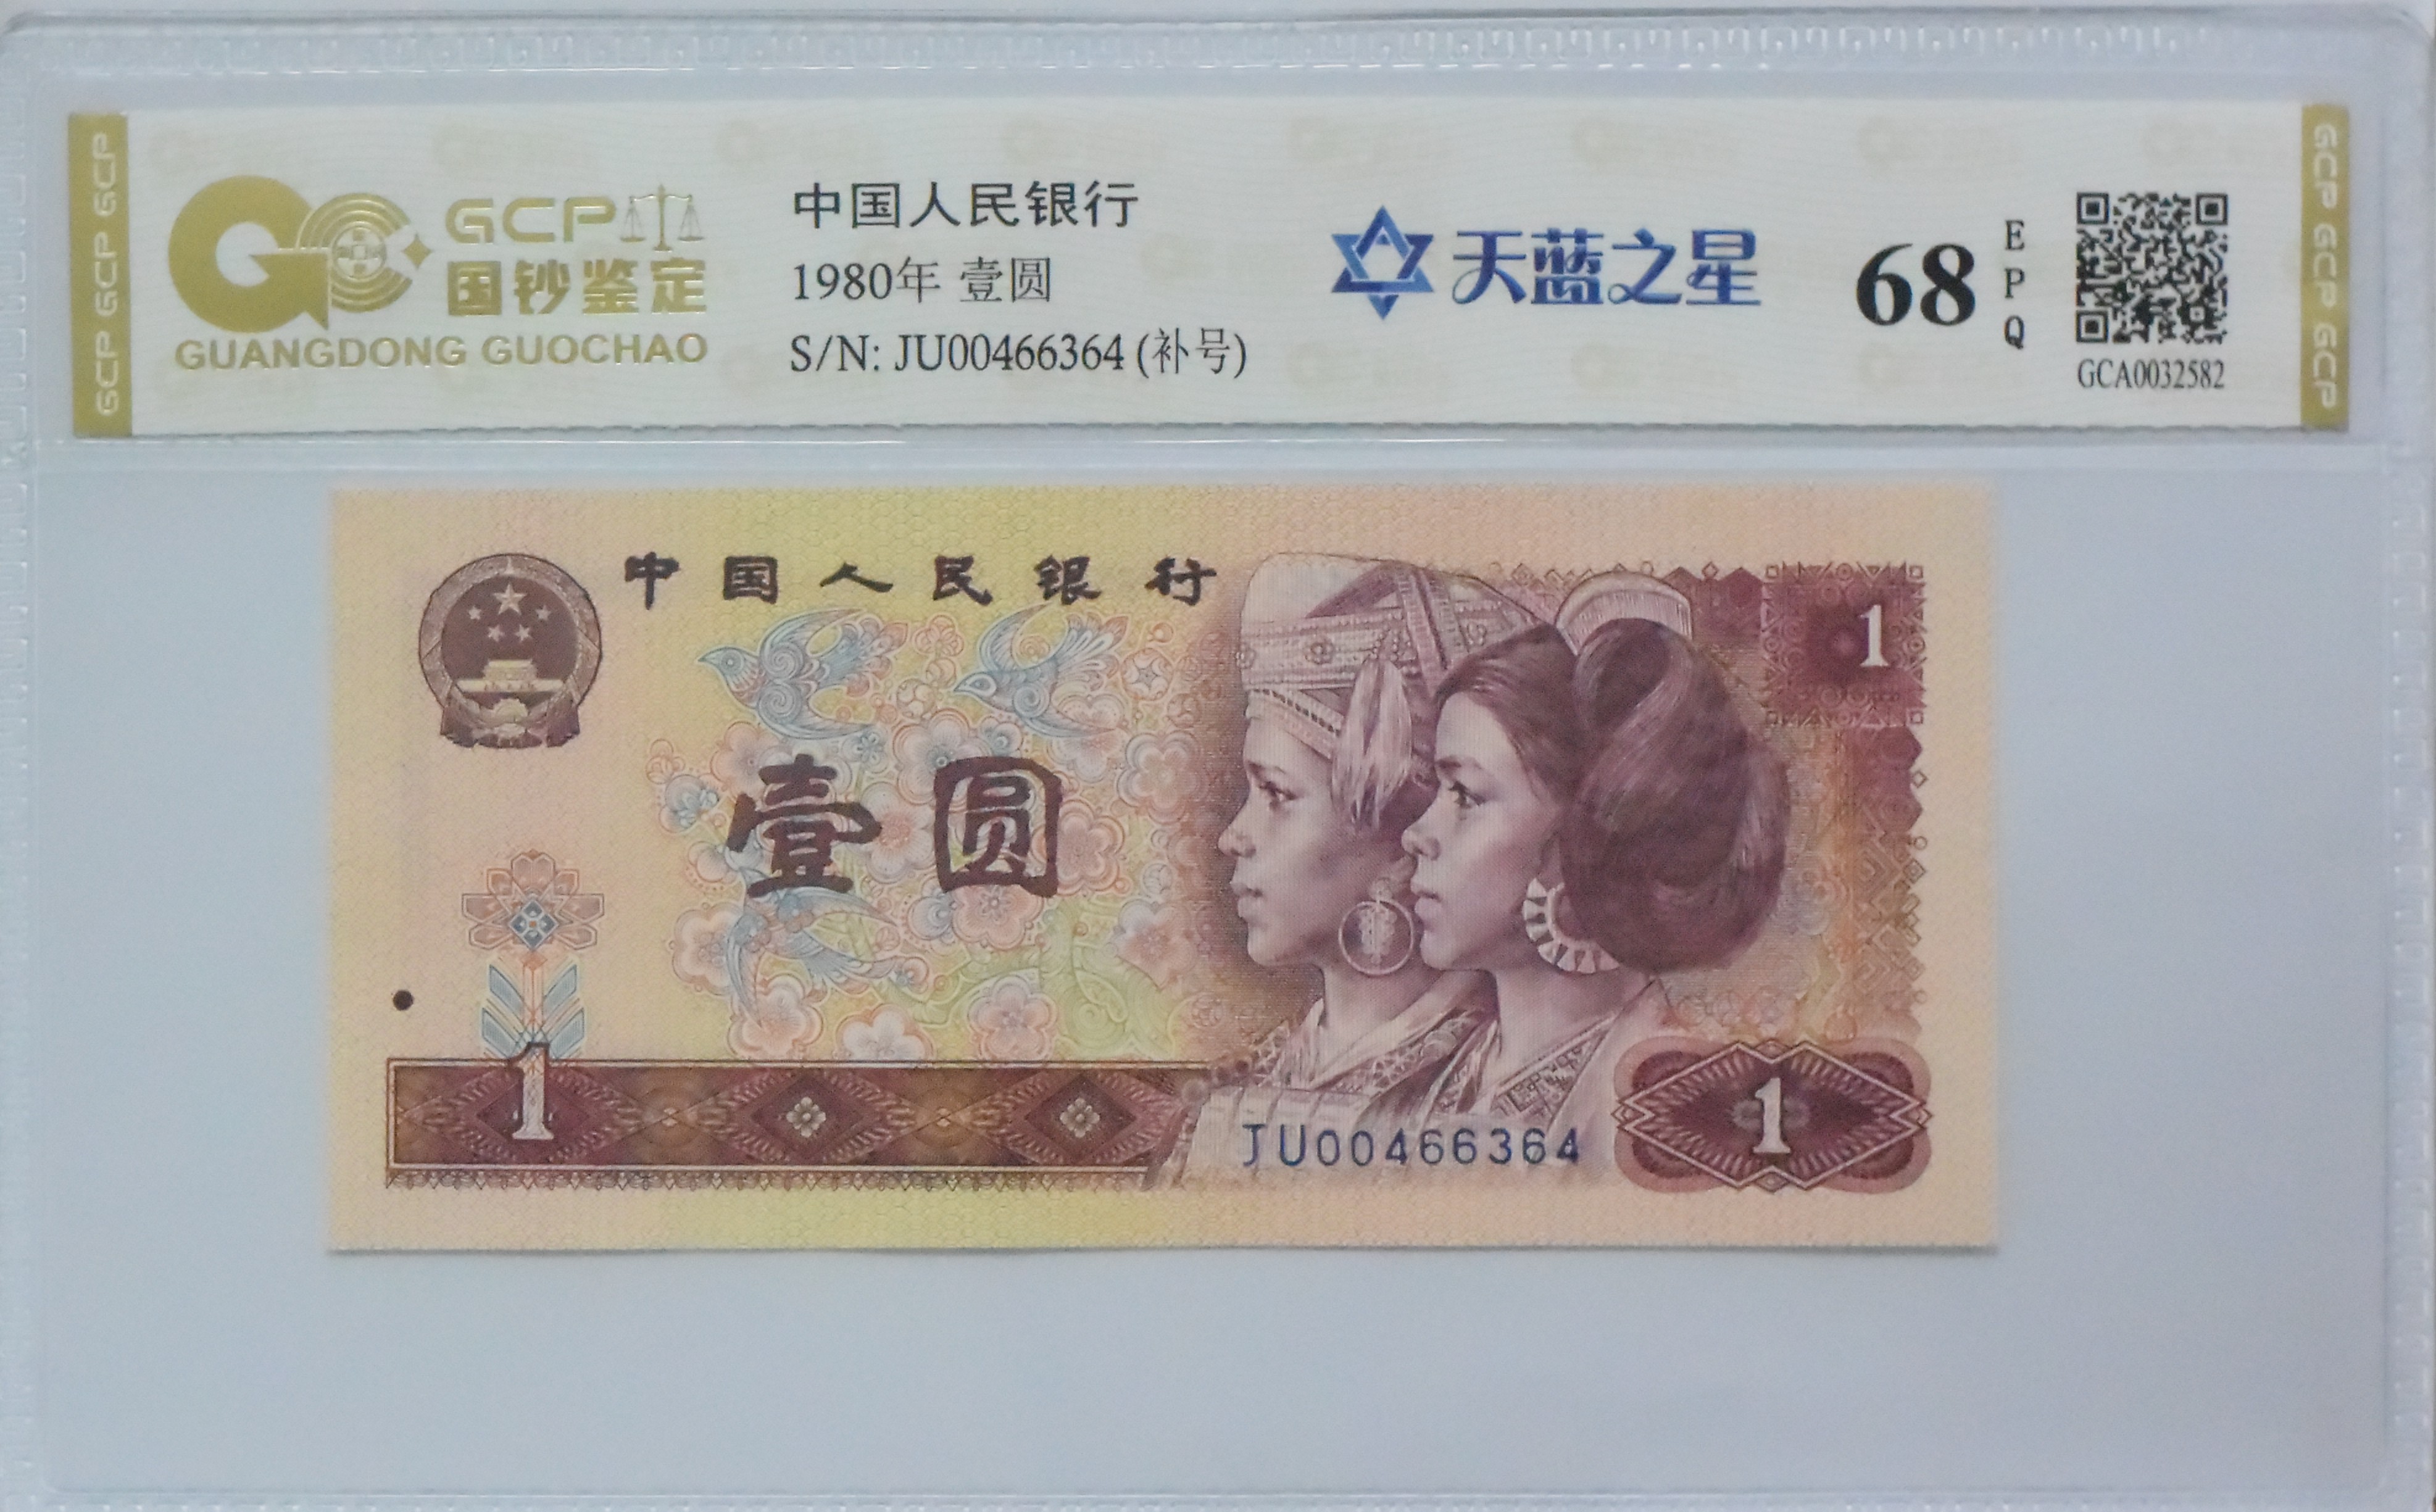 GCP GCP GCP
GCP
国钞鉴定
GUANGDONG GUOCHAO
中国人民银行
1980年 壹圆
S/N: JU00466364 (补号)
天蓝之星
68
E
P
Q
GCA0032582
GCP GCP GCP
中国人民银行
1
壹圆
1
JU00466364
1